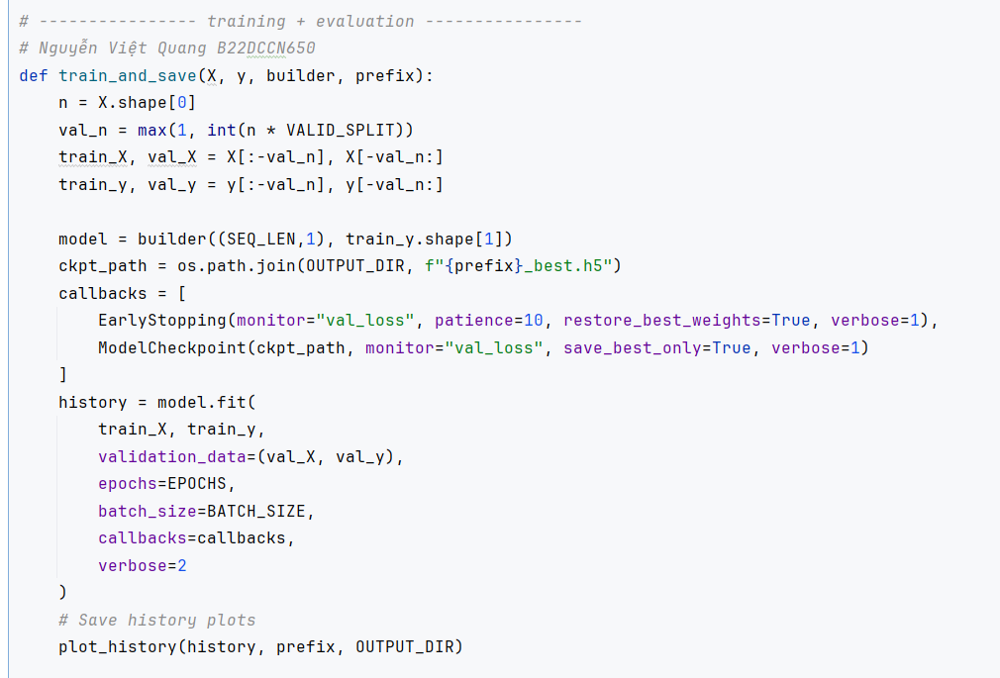 # ---------------- training + evaluation ----------------
# Nguyễn Việt Quang B22DCCN650
def train_and_save(X, y, builder, prefix):
    n = X.shape[0]
    val_n = max(1, int(n * VALID_SPLIT))
    train_X, val_X = X[:-val_n], X[-val_n:]
    train_y, val_y = y[:-val_n], y[-val_n:]

    model = builder((SEQ_LEN,1), train_y.shape[1])
    ckpt_path = os.path.join(OUTPUT_DIR, f"{prefix}_best.h5")
    callbacks = [
        EarlyStopping(monitor="val_loss", patience=10, restore_best_weights=True, verbose=1),
        ModelCheckpoint(ckpt_path, monitor="val_loss", save_best_only=True, verbose=1)
    ]
    history = model.fit(
        train_X, train_y,
        validation_data=(val_X, val_y),
        epochs=EPOCHS,
        batch_size=BATCH_SIZE,
        callbacks=callbacks,
        verbose=2
    )
    # Save history plots
    plot_history(history, prefix, OUTPUT_DIR)